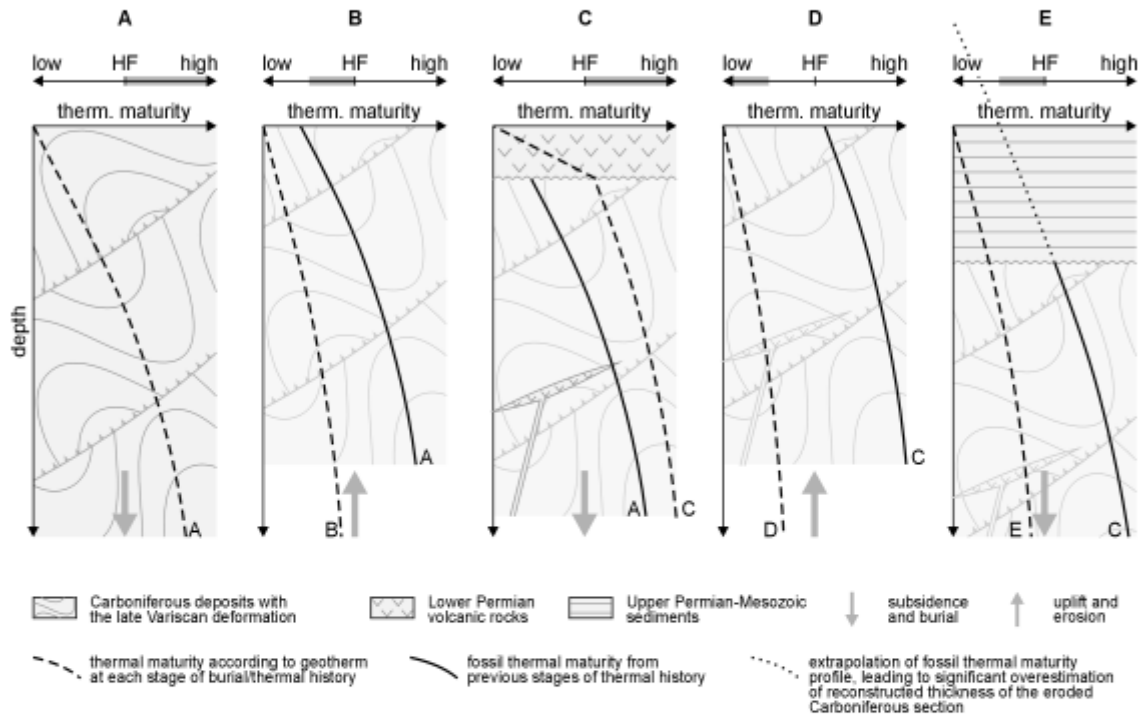 A B C D E
low HF high low HF high low HF high low HF high low HF high
therm. maturity therm. maturity therm. maturity therm. maturity therm. maturity
depth
A B A A C D C E C
Carboniferous deposits with
the late Variscan deformation
Lower Permian
volcanic rocks
Upper Permian-Mesozoic
sediments
subsidence
and burial
uplift and
erosion
thermal maturity according to geotherm
at each stage of burial/thermal history
fossil thermal maturity from
previous stages of thermal history
extrapolation of fossil thermal maturity
profile, leading to significant overestimation
of reconstructed thickness of the eroded
Carboniferous section